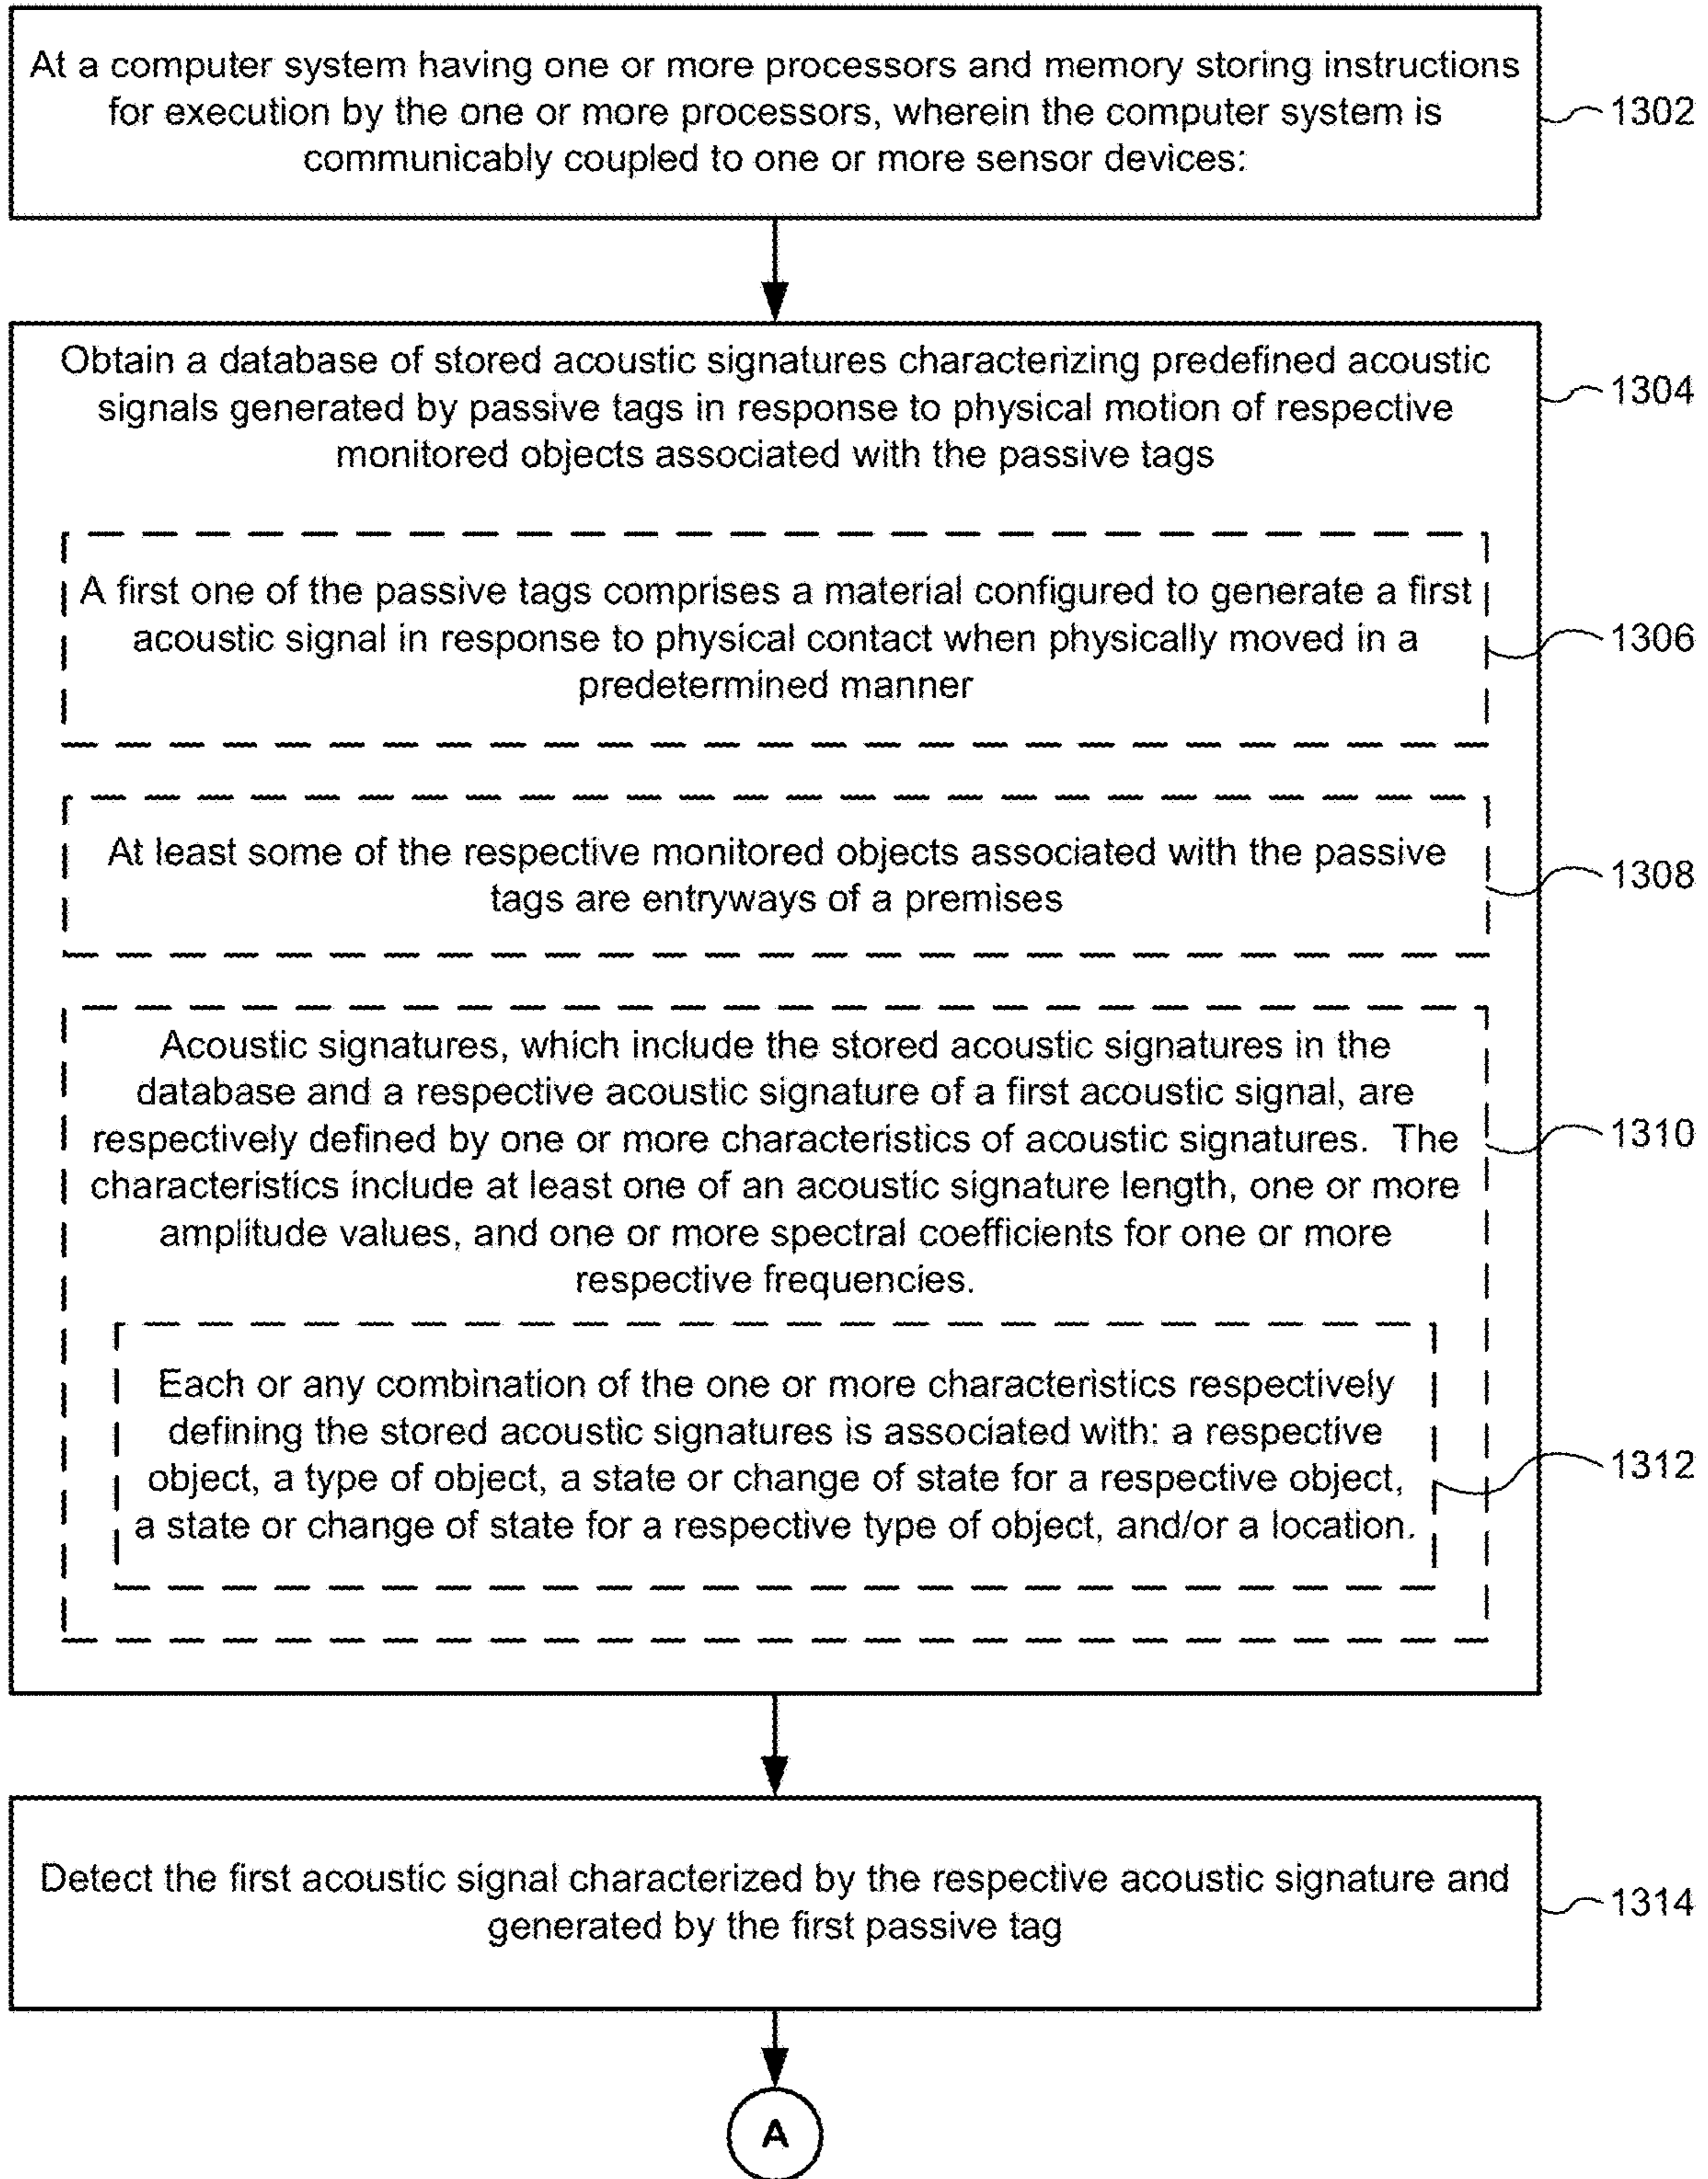 At a computer system having one or more processors and memory storing instructions
for execution by the one or more processors, wherein the computer system is
communicably coupled to one or more sensor devices:
1302
Obtain a database of stored acoustic signatures characterizing predefined acoustic
signals generated by passive tags in response to physical motion of respective
monitored objects associated with the passive tags
1304
A first one of the passive tags comprises a material configured to generate a first
acoustic signal in response to physical contact when physically moved in a
predetermined manner
1306
At least some of the respective monitored objects associated with the passive
tags are entryways of a premises
1308
Acoustic signatures, which include the stored acoustic signatures in the
database and a respective acoustic signature of a first acoustic signal, are
respectively defined by one or more characteristics of acoustic signatures. The
characteristics include at least one of an acoustic signature length, one or more
amplitude values, and one or more spectral coefficients for one or more
respective frequencies.
1310
Each or any combination of the one or more characteristics respectively
defining the stored acoustic signatures is associated with: a respective
object, a type of object, a state or change of state for a respective object,
a state or change of state for a respective type of object, and/or a location.
1312
Detect the first acoustic signal characterized by the respective acoustic signature and
generated by the first passive tag
1314
A